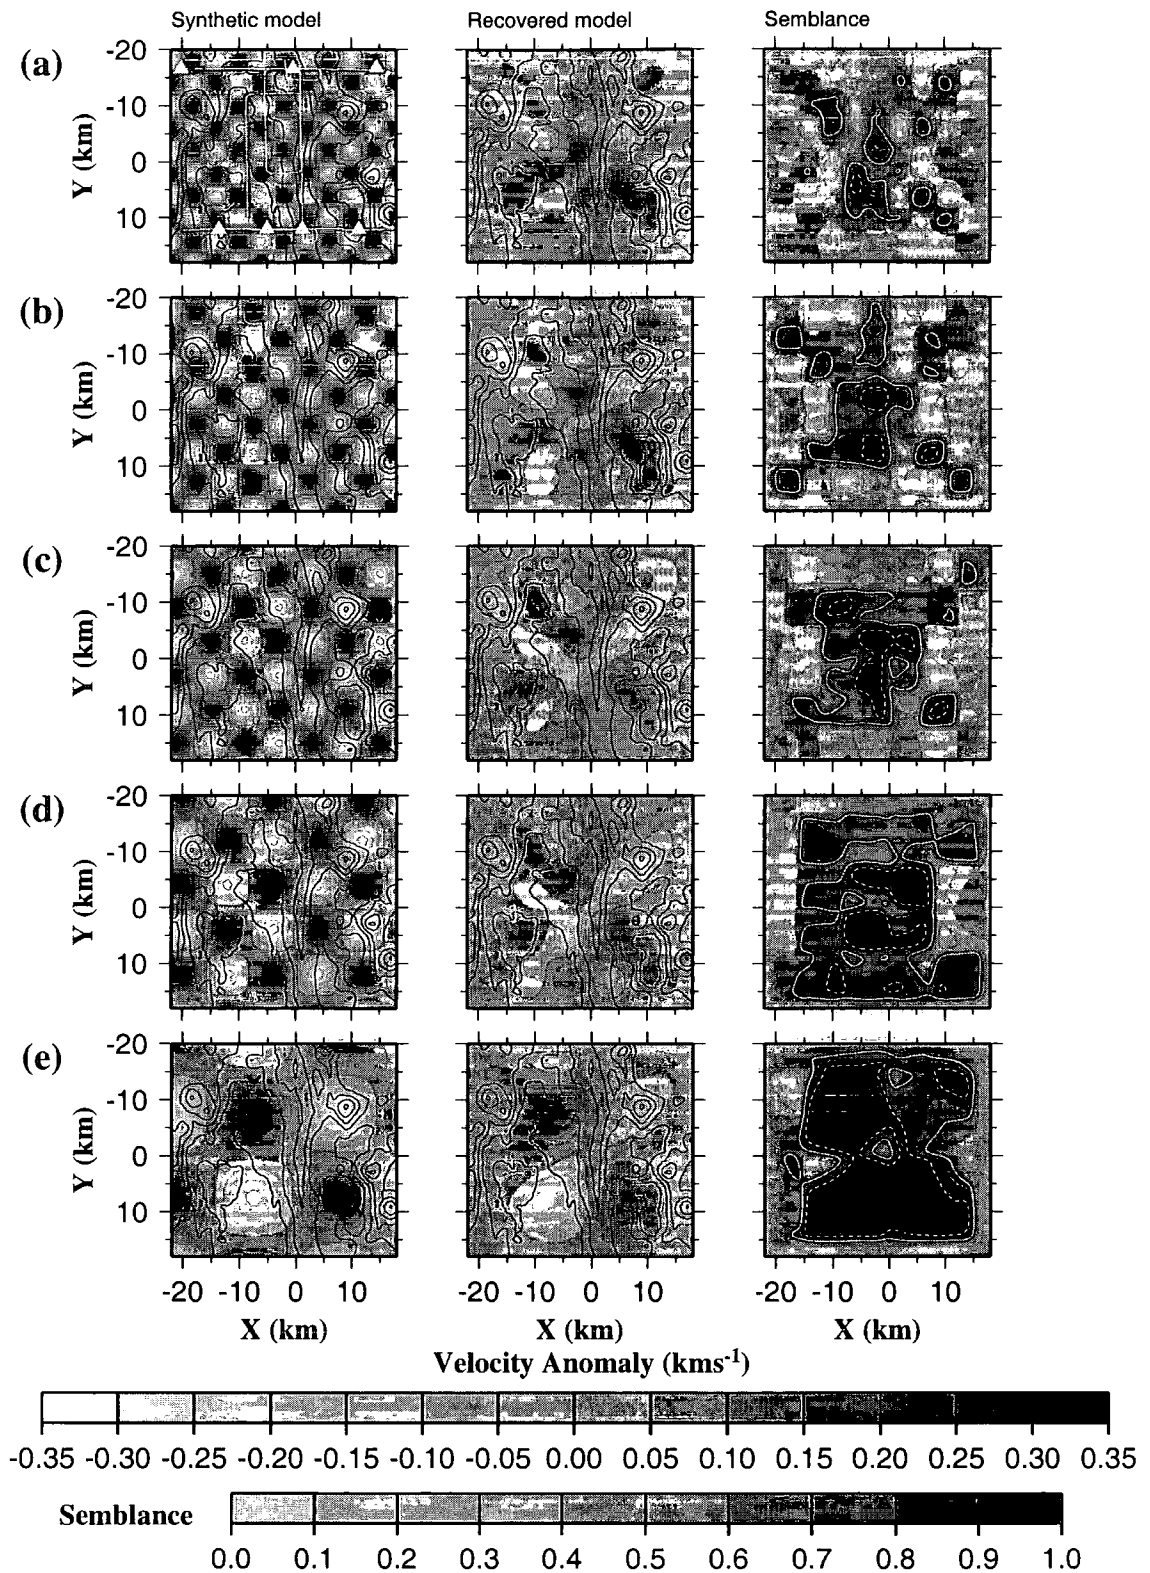 Synthetic model Recovered model Semblance
(a)
-20
-10
0
10
Y (km)
(b)
-20
-10
0
10
Y (km)
(c)
-20
-10
0
10
Y (km)
(d)
-20
-10
0
10
Y (km)
(e)
-20
-10
0
10
Y (km)
-20 -10 0 10 -20 -10 0 10 -20 -10 0 10
X (km) X (km) X (km)
Velocity Anomaly (kms-1)
-0.35 -0.30 -0.25 -0.20 -0.15 -0.10 -0.05 0.00 0.05 0.10 0.15 0.20 0.25 0.30 0.35
Semblance
0.0 0.1 0.2 0.3 0.4 0.5 0.6 0.7 0.8 0.9 1.0